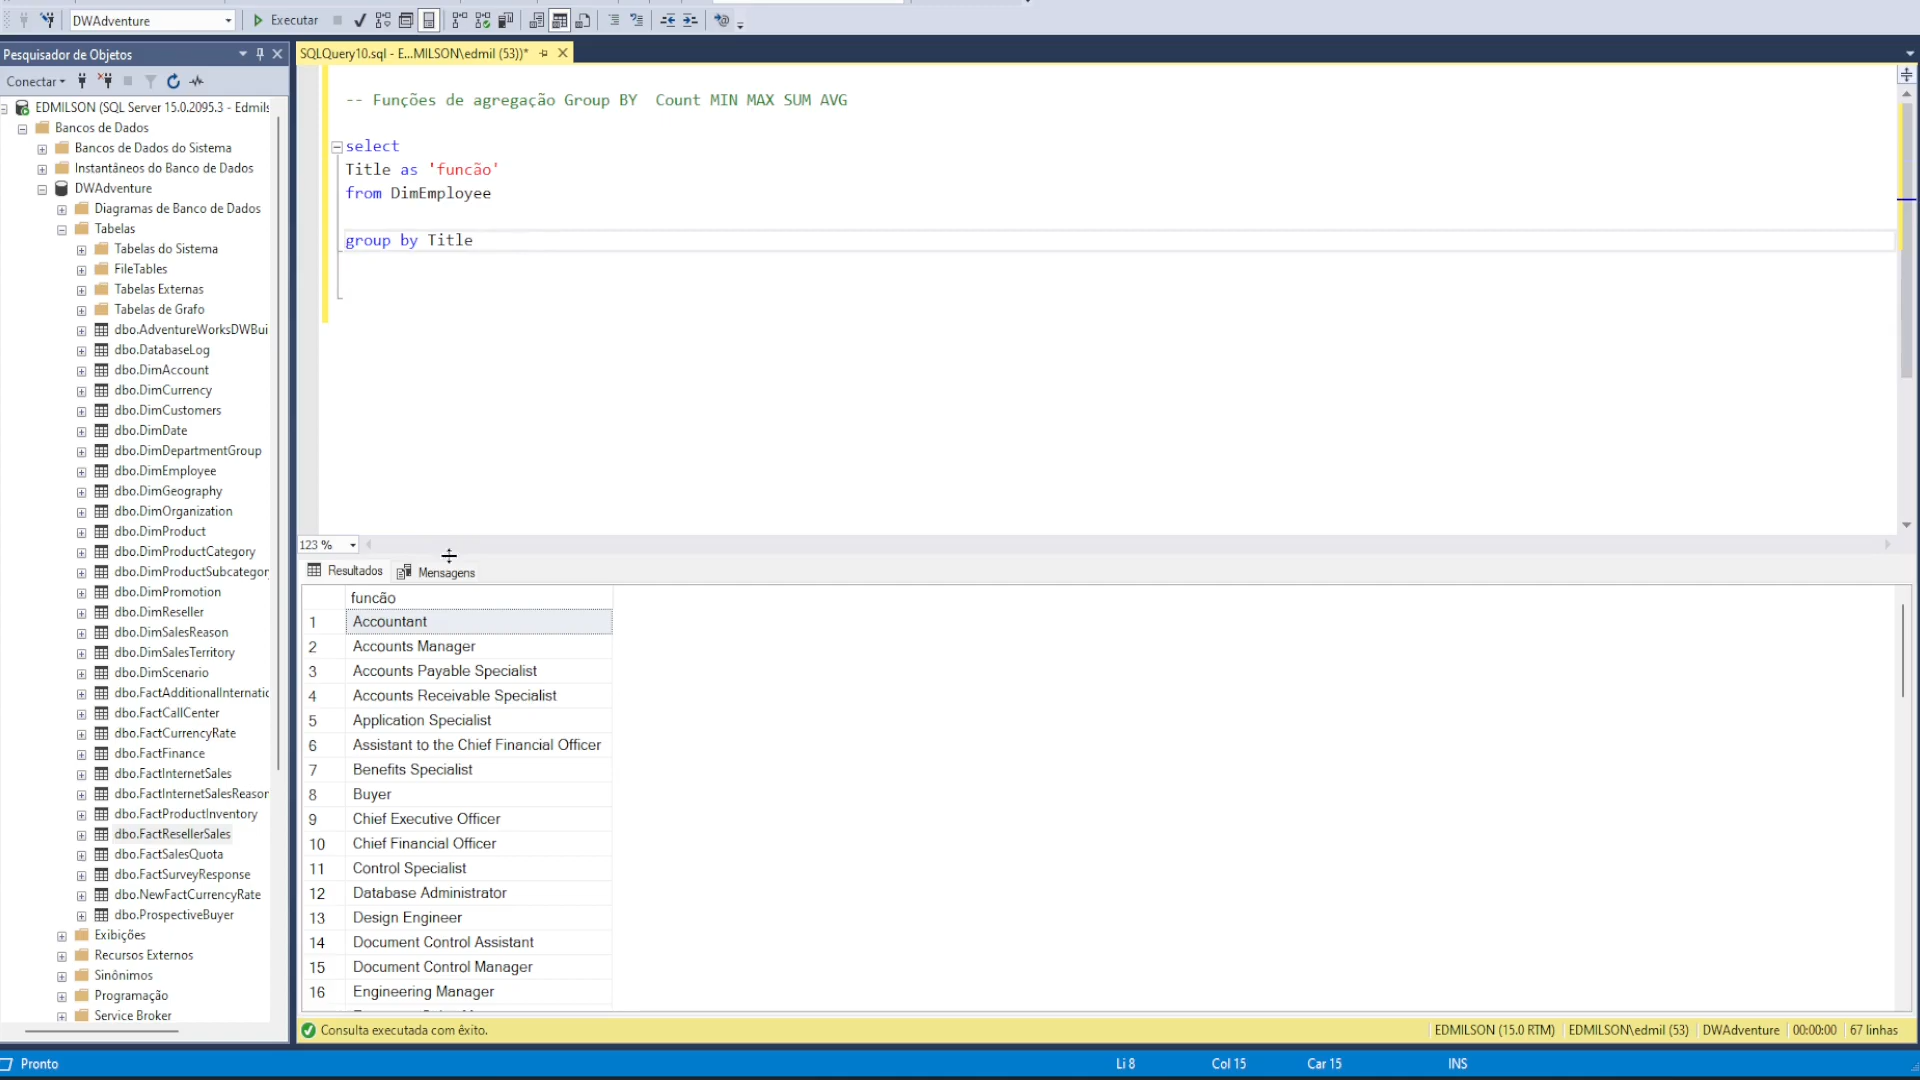 DWAdventure
Executar
Pesquisador de Objetos
SQLQuery10.sql - E...MILSON\edmil (53))*
Conectar
EDMILSON (SQL Server 15.0.2095.3 - Edmils
Bancos de Dados
Bancos de Dados do Sistema
Instantâneos do Banco de Dados
DWAdventure
Diagramas de Banco de Dados
Tabelas
Tabelas do Sistema
FileTables
Tabelas Externas
Tabelas de Grafo
dbo.AdventureWorksDWBui
dbo.DatabaseLog
dbo.DimAccount
dbo.DimCurrency
dbo.DimCustomers
dbo.DimDate
dbo.DimDepartmentGroup
dbo.DimEmployee
dbo.DimGeography
dbo.DimOrganization
dbo.DimProduct
dbo.DimProductCategory
dbo.DimProductSubcategor
dbo.DimPromotion
dbo.DimReseller
dbo.DimSalesReason
dbo.DimSalesTerritory
dbo.DimScenario
dbo.FactAdditionalInternatic
dbo.FactCallCenter
dbo.FactCurrencyRate
dbo.FactFinance
dbo.FactInternetSales
dbo.FactInternetSalesReason
dbo.FactProductInventory
dbo.FactResellerSales
dbo.FactSalesQuota
dbo.FactSurveyResponse
dbo.NewFactCurrencyRate
dbo.ProspectiveBuyer
Exibições
Recursos Externos
Sinônimos
Programação
Service Broker
-- Funções de agregação Group BY  Count MIN MAX SUM AVG
select
Title as 'funcão'
from DimEmployee
group by Title
123 %
Resultados
Mensagens
funcão
1 Accountant
2 Accounts Manager
3 Accounts Payable Specialist
4 Accounts Receivable Specialist
5 Application Specialist
6 Assistant to the Chief Financial Officer
7 Benefits Specialist
8 Buyer
9 Chief Executive Officer
10 Chief Financial Officer
11 Control Specialist
12 Database Administrator
13 Design Engineer
14 Document Control Assistant
15 Document Control Manager
16 Engineering Manager
Consulta executada com êxito.
EDMILSON (15.0 RTM)
EDMILSON\edmil (53)
DWAdventure
00:00:00
67 linhas
Pronto
Li 8
Col 15
Car 15
INS